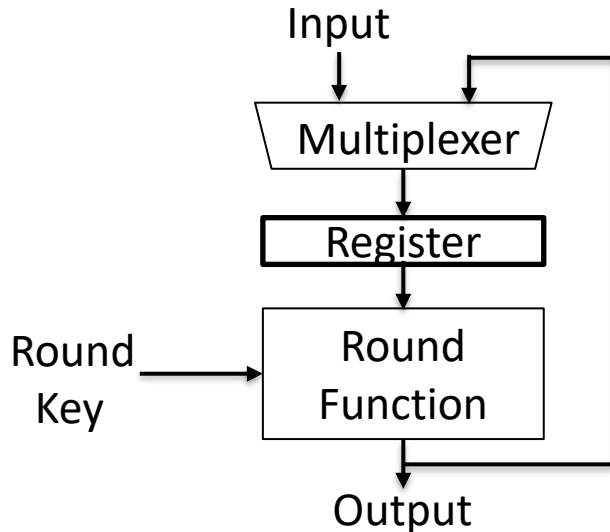 Input
Multiplexer
Register
Round
Function
Round
Key
Output